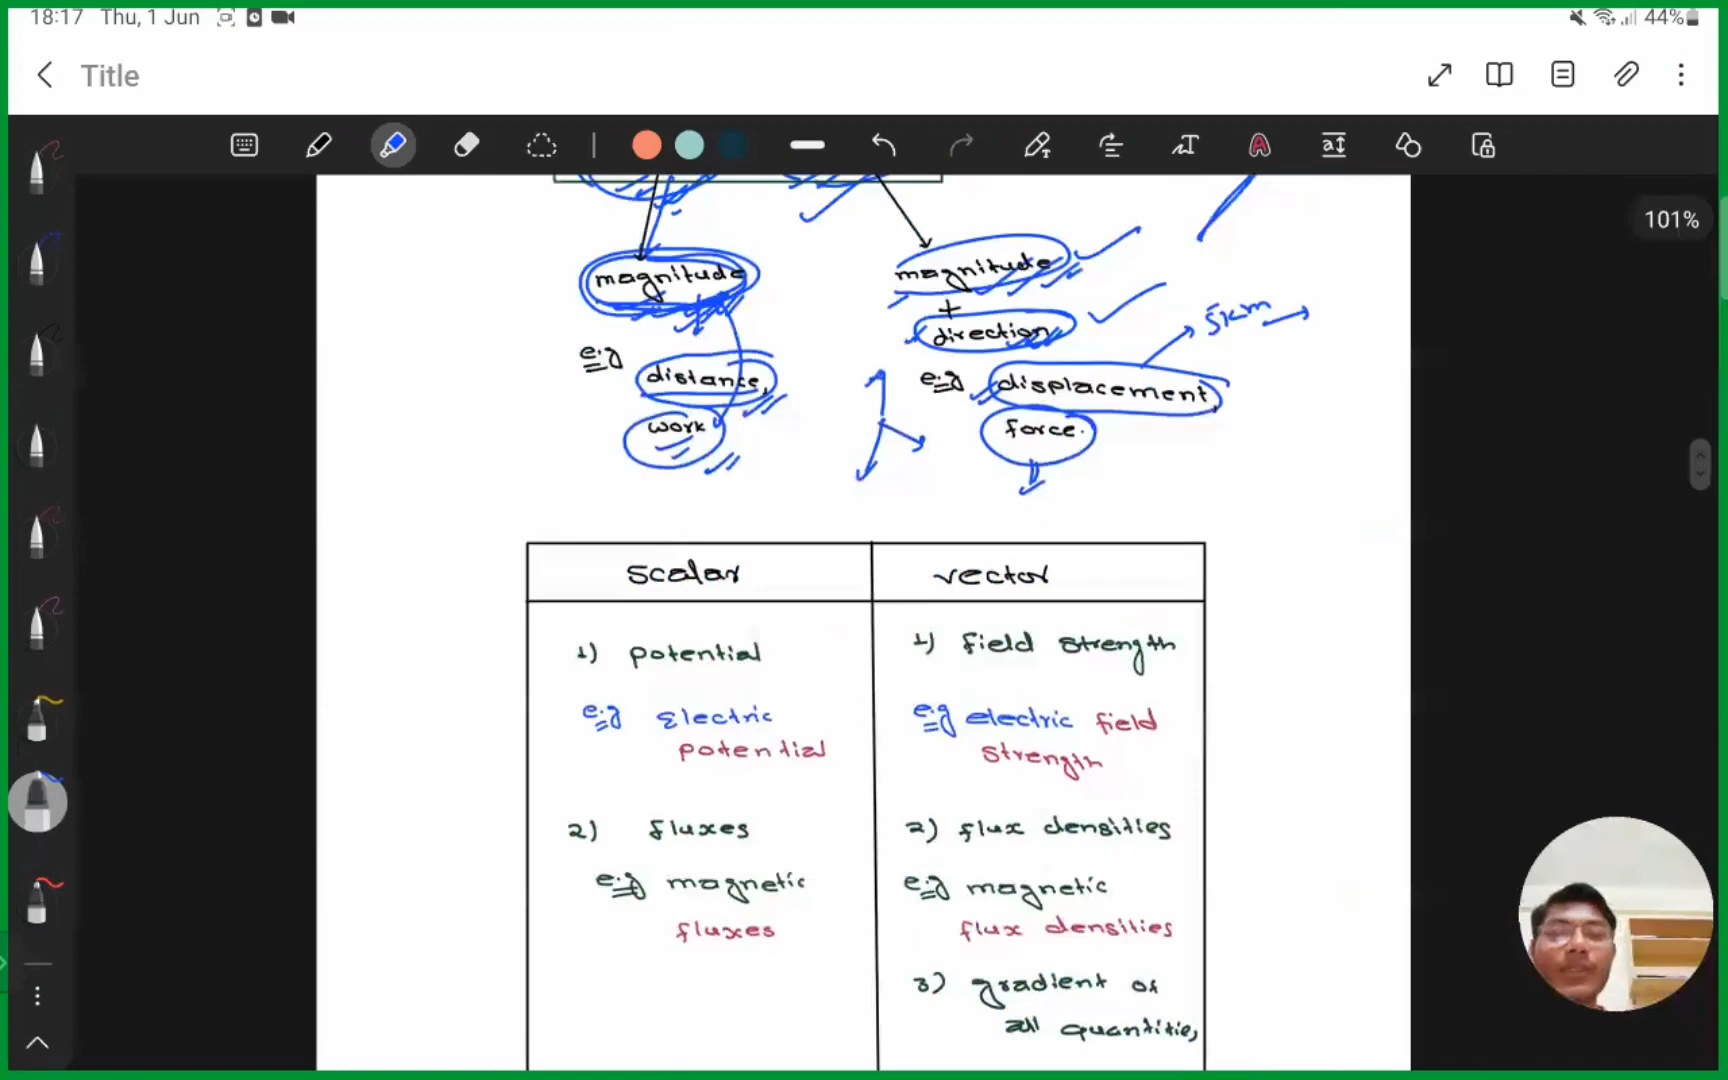 18:17 Thu, 1 Jun
44%
Title
101%
magnitude
magnitude
+
direction
5km
e.g
distance,
work
e.g displacement,
force.
scalar
vector
1) potential
1) field strength
e.g Electric
potential
e.g electric field
strength
2) fluxes
2) flux densities
e.g magnetic
fluxes
e.g magnetic
flux densities
3) gradient of
all quantities